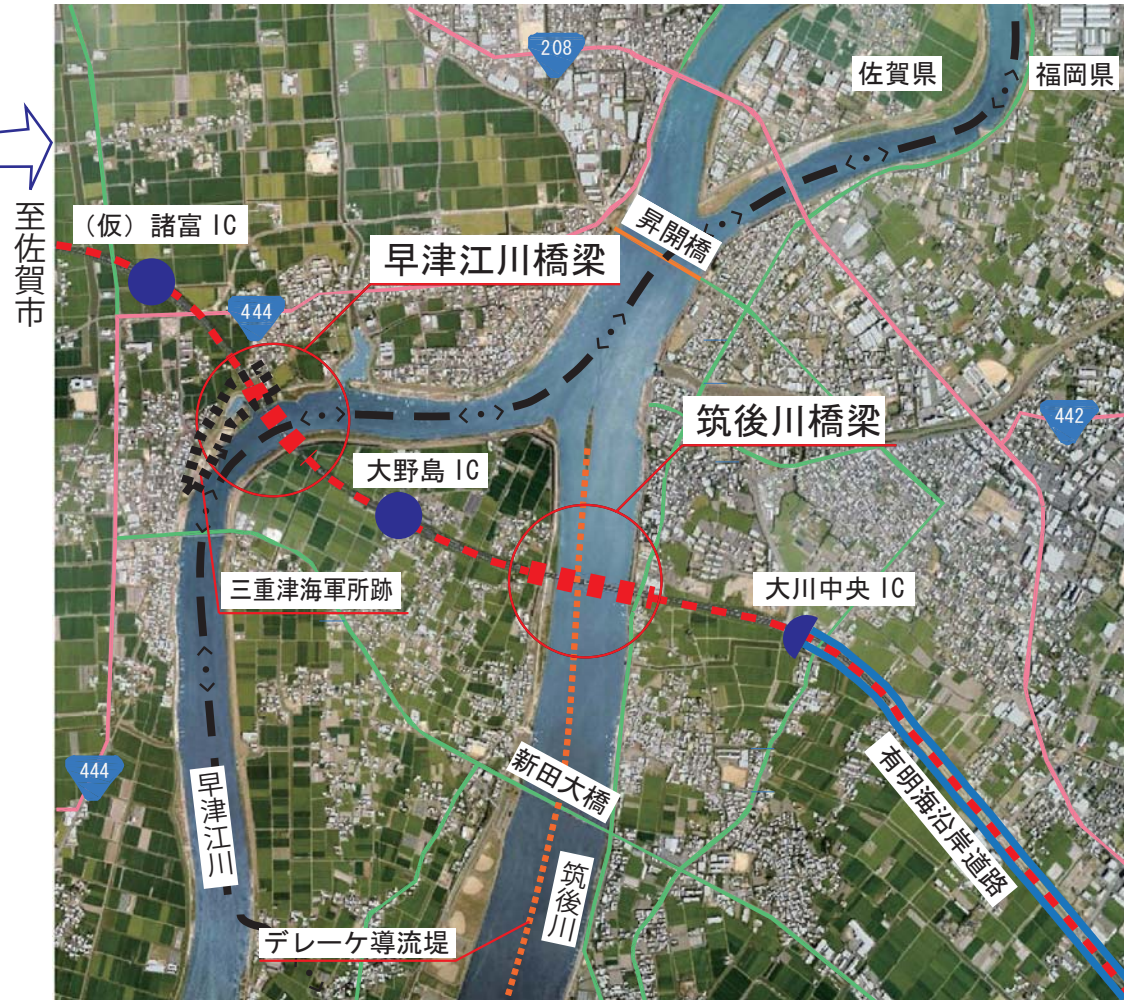 208
佐賀県
福岡県
至佐賀市
(仮) 諸富 IC
昇開橋
早津江川橋梁
444
筑後川橋梁
442
大野島 IC
三重津海軍所跡
大川中央 IC
新田大橋
有明海沿岸道路
444
早津江川
筑後川
デレーケ導流堤